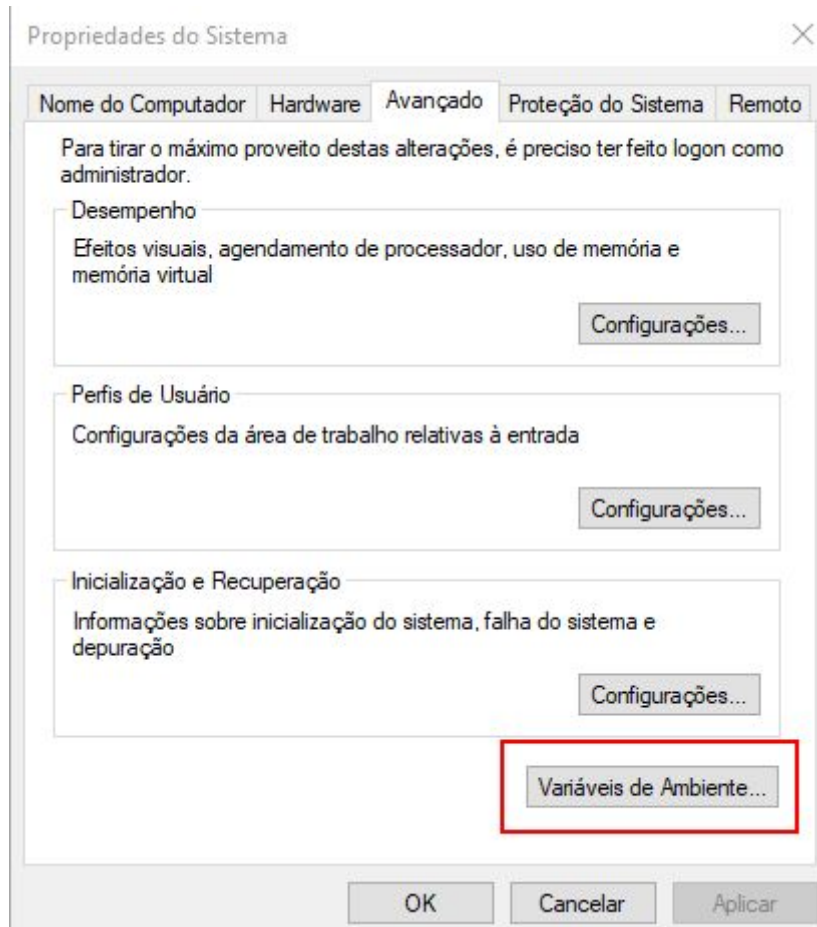 Propriedades do Sistema
Nome do Computador Hardware Avançado Proteção do Sistema Remoto
Para tirar o máximo proveito destas alterações, é preciso ter feito logon como
administrador.
Desempenho
Efeitos visuais, agendamento de processador, uso de memória e
memória virtual
Configurações...
Perfis de Usuário
Configurações da área de trabalho relativas à entrada
Configurações...
Inicialização e Recuperação
Informações sobre inicialização do sistema, falha do sistema e
depuração
Configurações...
Variáveis de Ambiente...
OK Cancelar Aplicar